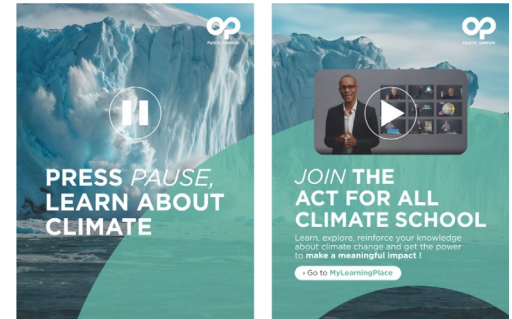 OP
PRESS PAUSE,
LEARN ABOUT
CLIMATE
OP
JOIN THE
ACT FOR ALL
CLIMATE SCHOOL
Learn, explore, reinforce your knowledge
about climate change and get the power
to make a meaningful impact !
› Go to MyLearningPlace